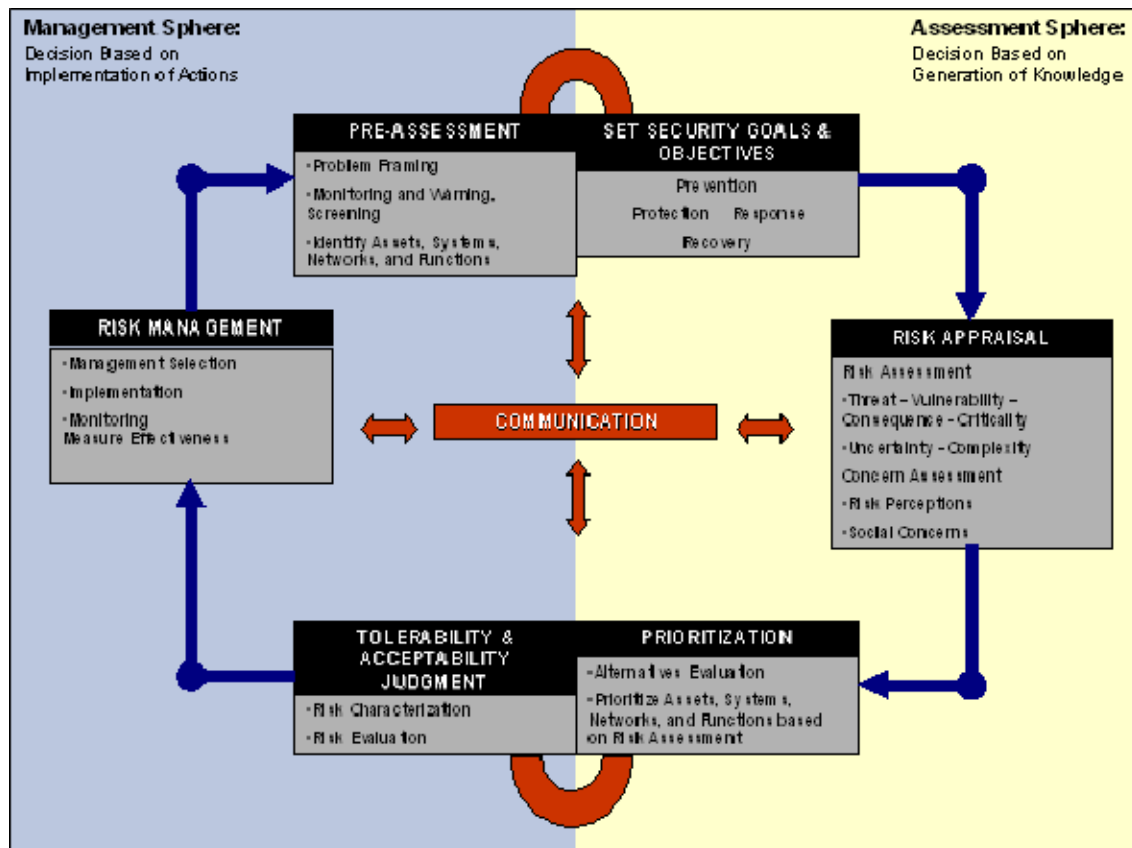 Management Sphere:
Decision Based on
Implementation of Actions
Assessment Sphere:
Decision Based on
Generation of Knowledge
PRE-ASSESSMENT
•Problem Framing
•Monitoring and Warning,
Screening
•Identify Assets, Systems,
Networks, and Functions
SET SECURITY GOALS &
OBJECTIVES
Prevention
Protection Response
Recovery
RISK MANAGEMENT
•Management Selection
•Implementation
•Monitoring
Measure Effectiveness
COMMUNICATION
RISK APPRAISAL
Risk Assessment
•Threat – Vulnerability –
Consequence - Criticality
•Uncertainty – Complexity
Concern Assessment
•Risk Perceptions
•Social Concerns
TOLERABILITY &
ACCEPTABILITY
JUDGMENT
•Risk Characterization
•Risk Evaluation
PRIORITIZATION
•Alternatives Evaluation
•Prioritize Assets, Systems,
Networks, and Functions based
on Risk Assessment